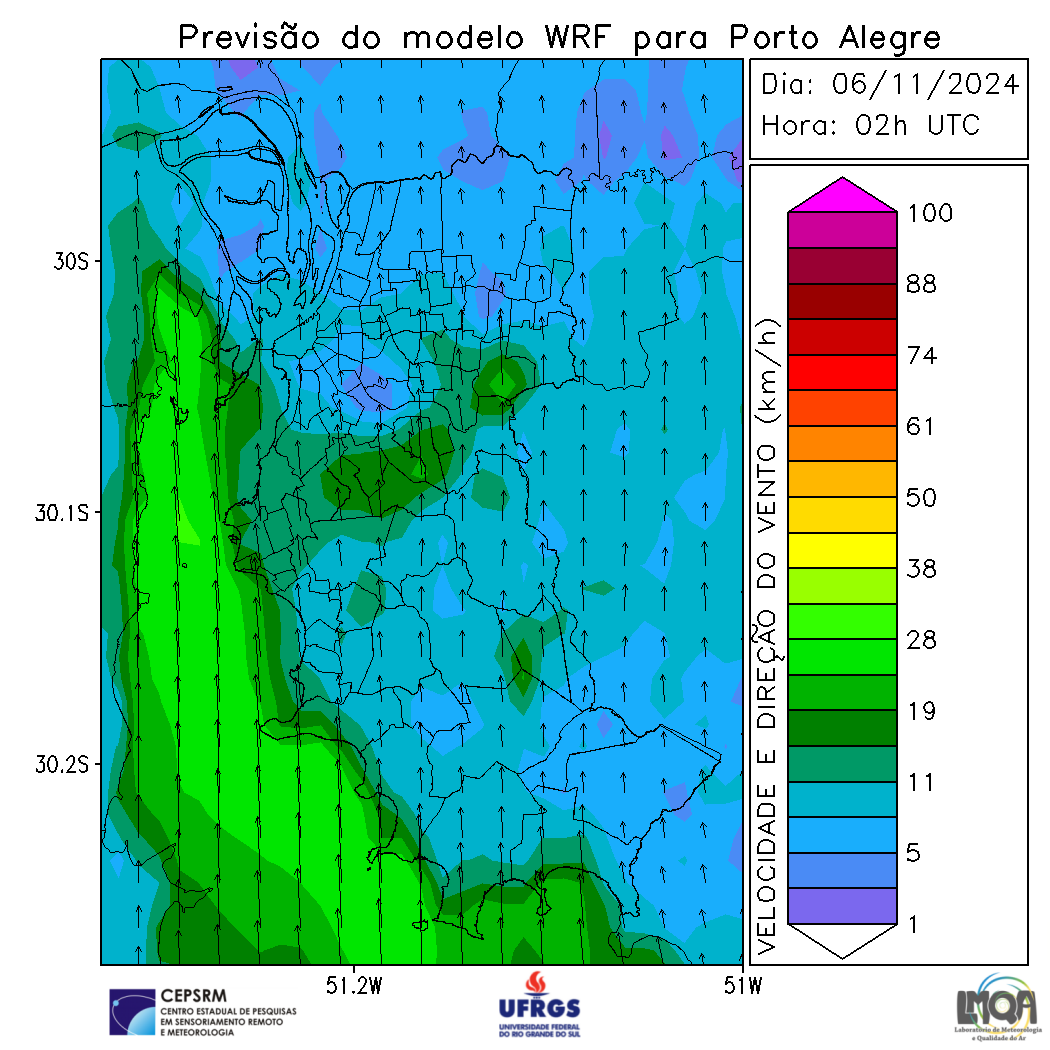 Previsão do modelo WRF para Porto Alegre
Dia: 06/11/2024
Hora: 02h UTC
30S
30.1S
30.2S
51.2W
51W
VELOCIDADE E DIREÇÃO DO VENTO (km/h)
100
88
74
61
50
38
28
19
11
5
1
CEPSRM
CENTRO ESTADUAL DE PESQUISAS
EM SENSORIAMENTO REMOTO
E METEOROLOGIA
UFRGS
UNIVERSIDADE FEDERAL
DO RIO GRANDE DO SUL
LMQA
Laboratório de Meteorologia
e Qualidade do Ar